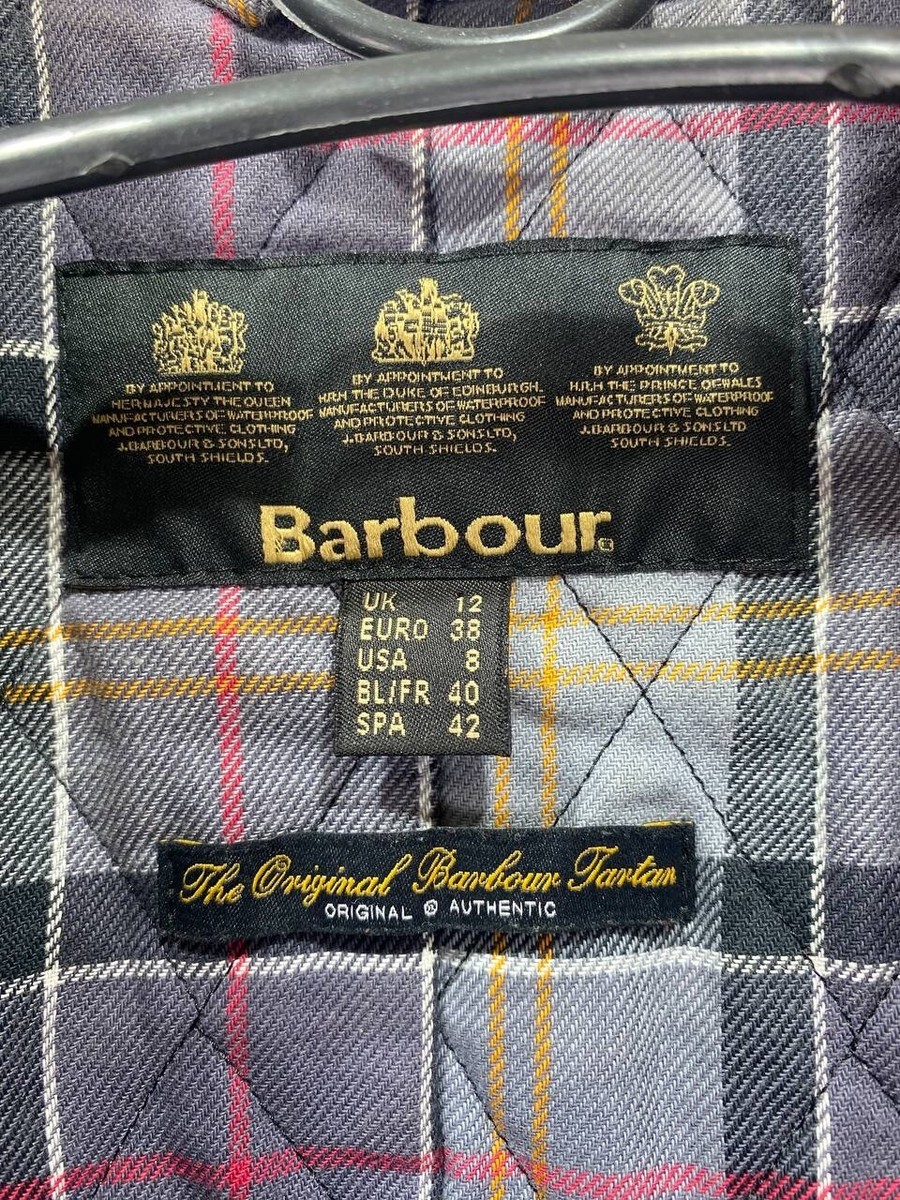 BY APPOINTMENT TO
HER MAJESTY THE QUEEN
MANUFACTURERS OF WATERPROOF
AND PROTECTIVE CLOTHING
J.BARBOUR & SONS LTD,
SOUTH SHIELDS.
BY APPOINTMENT TO
H.R.H THE DUKE OF EDINBURGH.
MANUFACTURERS OF WATERPROOF
AND PROTECTIVE CLOTHING
J.BARBOUR & SONS LTD,
SOUTH SHIELDS.
BY APPOINTMENT TO
H.R.H THE PRINCE OF WALES
MANUFACTURERS OF WATERPROOF
AND PROTECTIVE CLOTHING
J.BARBOUR & SONS LTD
SOUTH SHIELDS.
Barbour
UK 12
EURO 38
USA 8
BL/FR 40
SPA 42
The Original Barbour Tartan
ORIGINAL AUTHENTIC